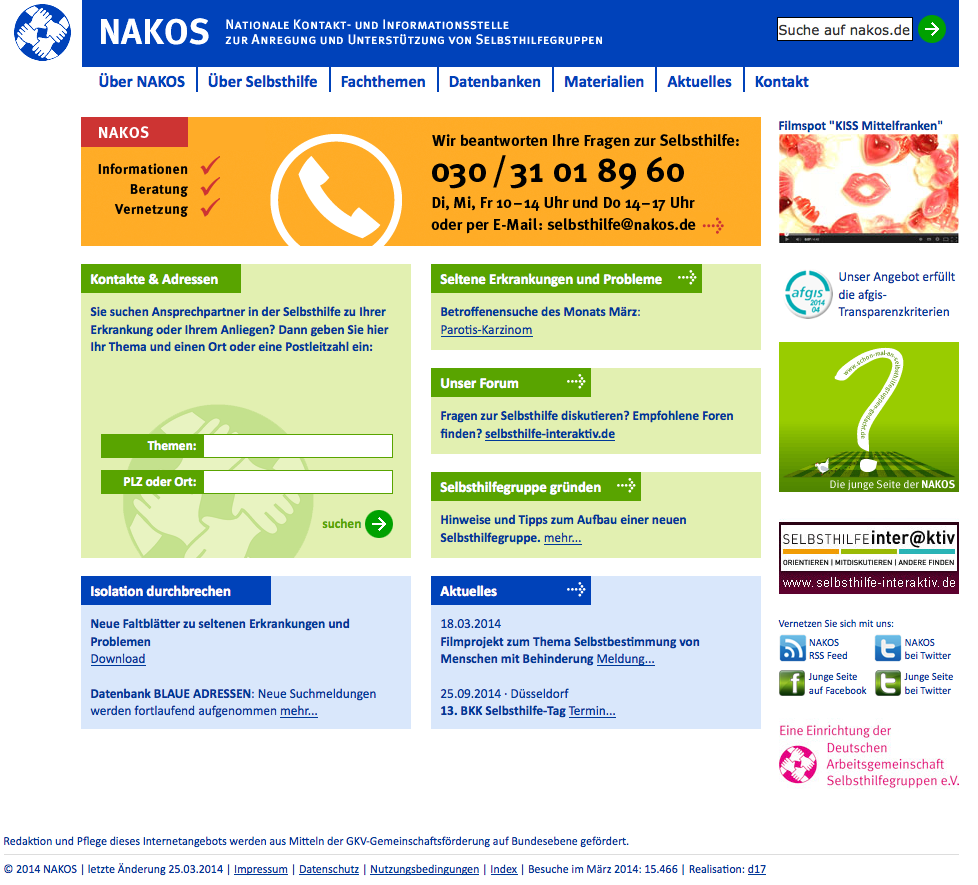 NAKOS
NATIONALE KONTAKT- UND INFORMATIONSSTELLE
ZUR ANREGUNG UND UNTERSTÜTZUNG VON SELBSTHILFEGRUPPEN
Suche auf nakos.de
Über NAKOS
Über Selbsthilfe
Fachthemen
Datenbanken
Materialien
Aktuelles
Kontakt
NAKOS
Informationen
Beratung
Vernetzung
Wir beantworten Ihre Fragen zur Selbsthilfe:
030 / 31 01 89 60
Di, Mi, Fr 10–14 Uhr und Do 14–17 Uhr
oder per E-Mail: selbsthilfe@nakos.de
Kontakte & Adressen
Sie suchen Ansprechpartner in der Selbsthilfe zu Ihrer
Erkrankung oder Ihrem Anliegen? Dann geben Sie hier
Ihr Thema und einen Ort oder eine Postleitzahl ein:
Themen:
PLZ oder Ort:
suchen
Seltene Erkrankungen und Probleme
Betroffenensuche des Monats März:
Parotis-Karzinom
Unser Forum
Fragen zur Selbsthilfe diskutieren? Empfohlene Foren
finden? selbsthilfe-interaktiv.de
Selbsthilfegruppe gründen
Hinweise und Tipps zum Aufbau einer neuen
Selbsthilfegruppe. mehr...
Isolation durchbrechen
Neue Faltblätter zu seltenen Erkrankungen und
Problemen
Download
Datenbank BLAUE ADRESSEN: Neue Suchmeldungen
werden fortlaufend aufgenommen mehr...
Aktuelles
18.03.2014
Filmprojekt zum Thema Selbstbestimmung von
Menschen mit Behinderung Meldung...
25.09.2014 · Düsseldorf
13. BKK Selbsthilfe-Tag Termin...
Filmspot "KISS Mittelfranken"
afgis
2014
04
Unser Angebot erfüllt
die afgis-
Transparenzkriterien
www.schon-mal-an-selbsthilfegruppen-gedacht.de
Die junge Seite der NAKOS
SELBSTHILFEinter@ktiv
ORIENTIEREN | MITDISKUTIEREN | ANDERE FINDEN
www.selbsthilfe-interaktiv.de
Vernetzen Sie sich mit uns:
NAKOS
RSS Feed
NAKOS
bei Twitter
Junge Seite
auf Facebook
Junge Seite
bei Twitter
Eine Einrichtung der
Deutschen
Arbeitsgemeinschaft
Selbsthilfegruppen e.V.
Redaktion und Pflege dieses Internetangebots werden aus Mitteln der GKV-Gemeinschaftsförderung auf Bundesebene gefördert.
© 2014 NAKOS | letzte Änderung 25.03.2014 | Impressum | Datenschutz | Nutzungsbedingungen | Index | Besuche im März 2014: 15.466 | Realisation: d17